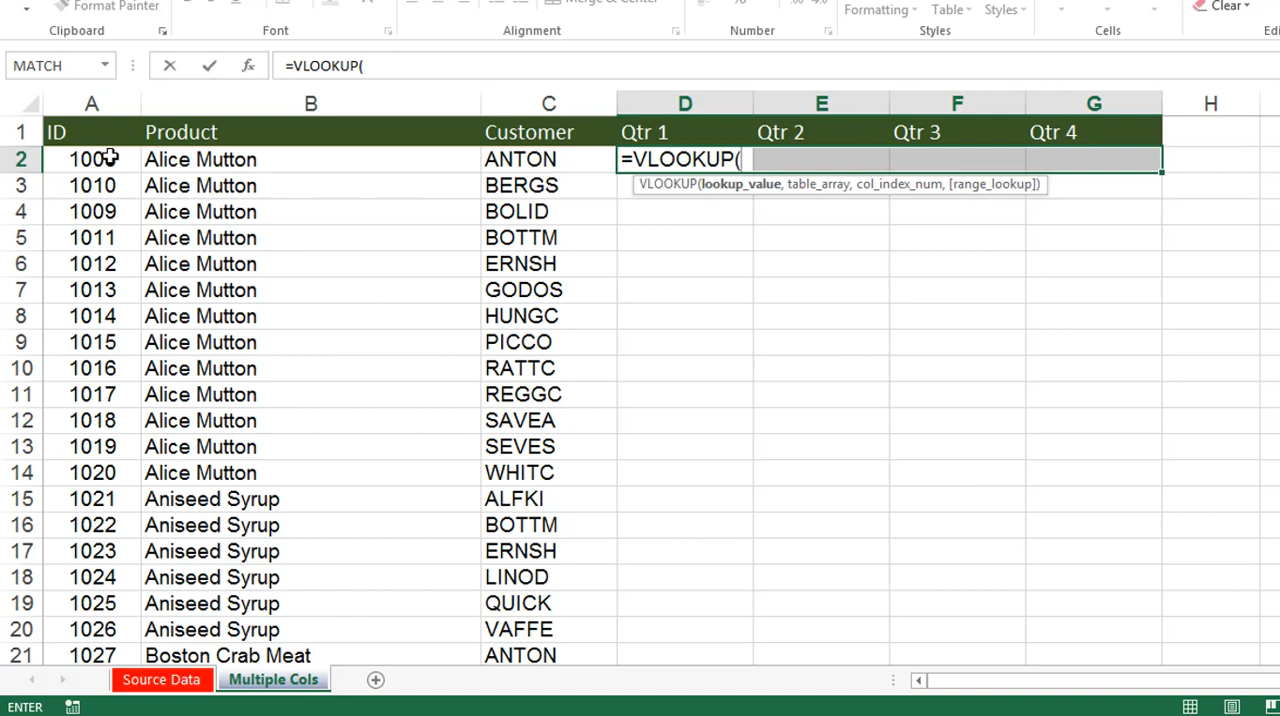 Format Painter Merge & Center % Formatting Table Styles Clear
Clipboard Font Alignment Number Styles Cells
MATCH fx =VLOOKUP(
A B C D E F G H
1 ID Product Customer Qtr 1 Qtr 2 Qtr 3 Qtr 4
2 Alice Mutton ANTON =VLOOKUP(
VLOOKUP(lookup_value, table_array, col_index_num, [range_lookup])
3 1010 Alice Mutton BERGS
4 1009 Alice Mutton BOLID
5 1011 Alice Mutton BOTTM
6 1012 Alice Mutton ERNSH
7 1013 Alice Mutton GODOS
8 1014 Alice Mutton HUNGC
9 1015 Alice Mutton PICCO
10 1016 Alice Mutton RATTC
11 1017 Alice Mutton REGGC
12 1018 Alice Mutton SAVEA
13 1019 Alice Mutton SEVES
14 1020 Alice Mutton WHITC
15 1021 Aniseed Syrup ALFKI
16 1022 Aniseed Syrup BOTTM
17 1023 Aniseed Syrup ERNSH
18 1024 Aniseed Syrup LINOD
19 1025 Aniseed Syrup QUICK
20 1026 Aniseed Syrup VAFFE
21 1027 Boston Crab Meat ANTON
Source Data Multiple Cols
ENTER